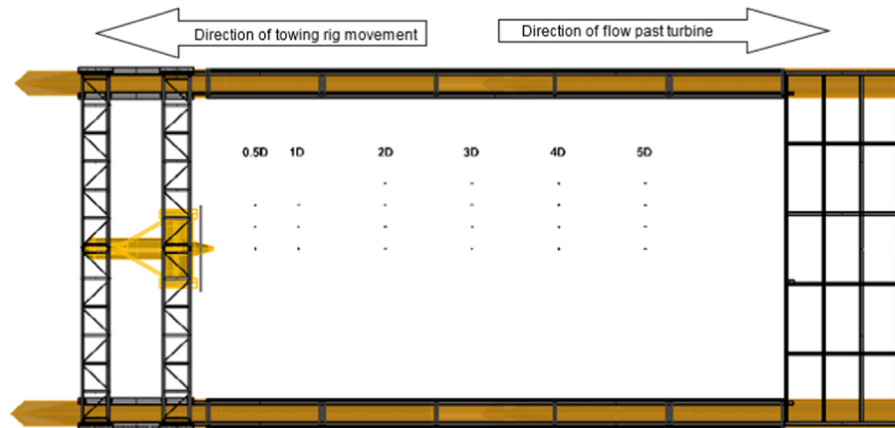 Direction of towing rig movement
Direction of flow past turbine
0.5D 1D 2D 3D 4D 5D